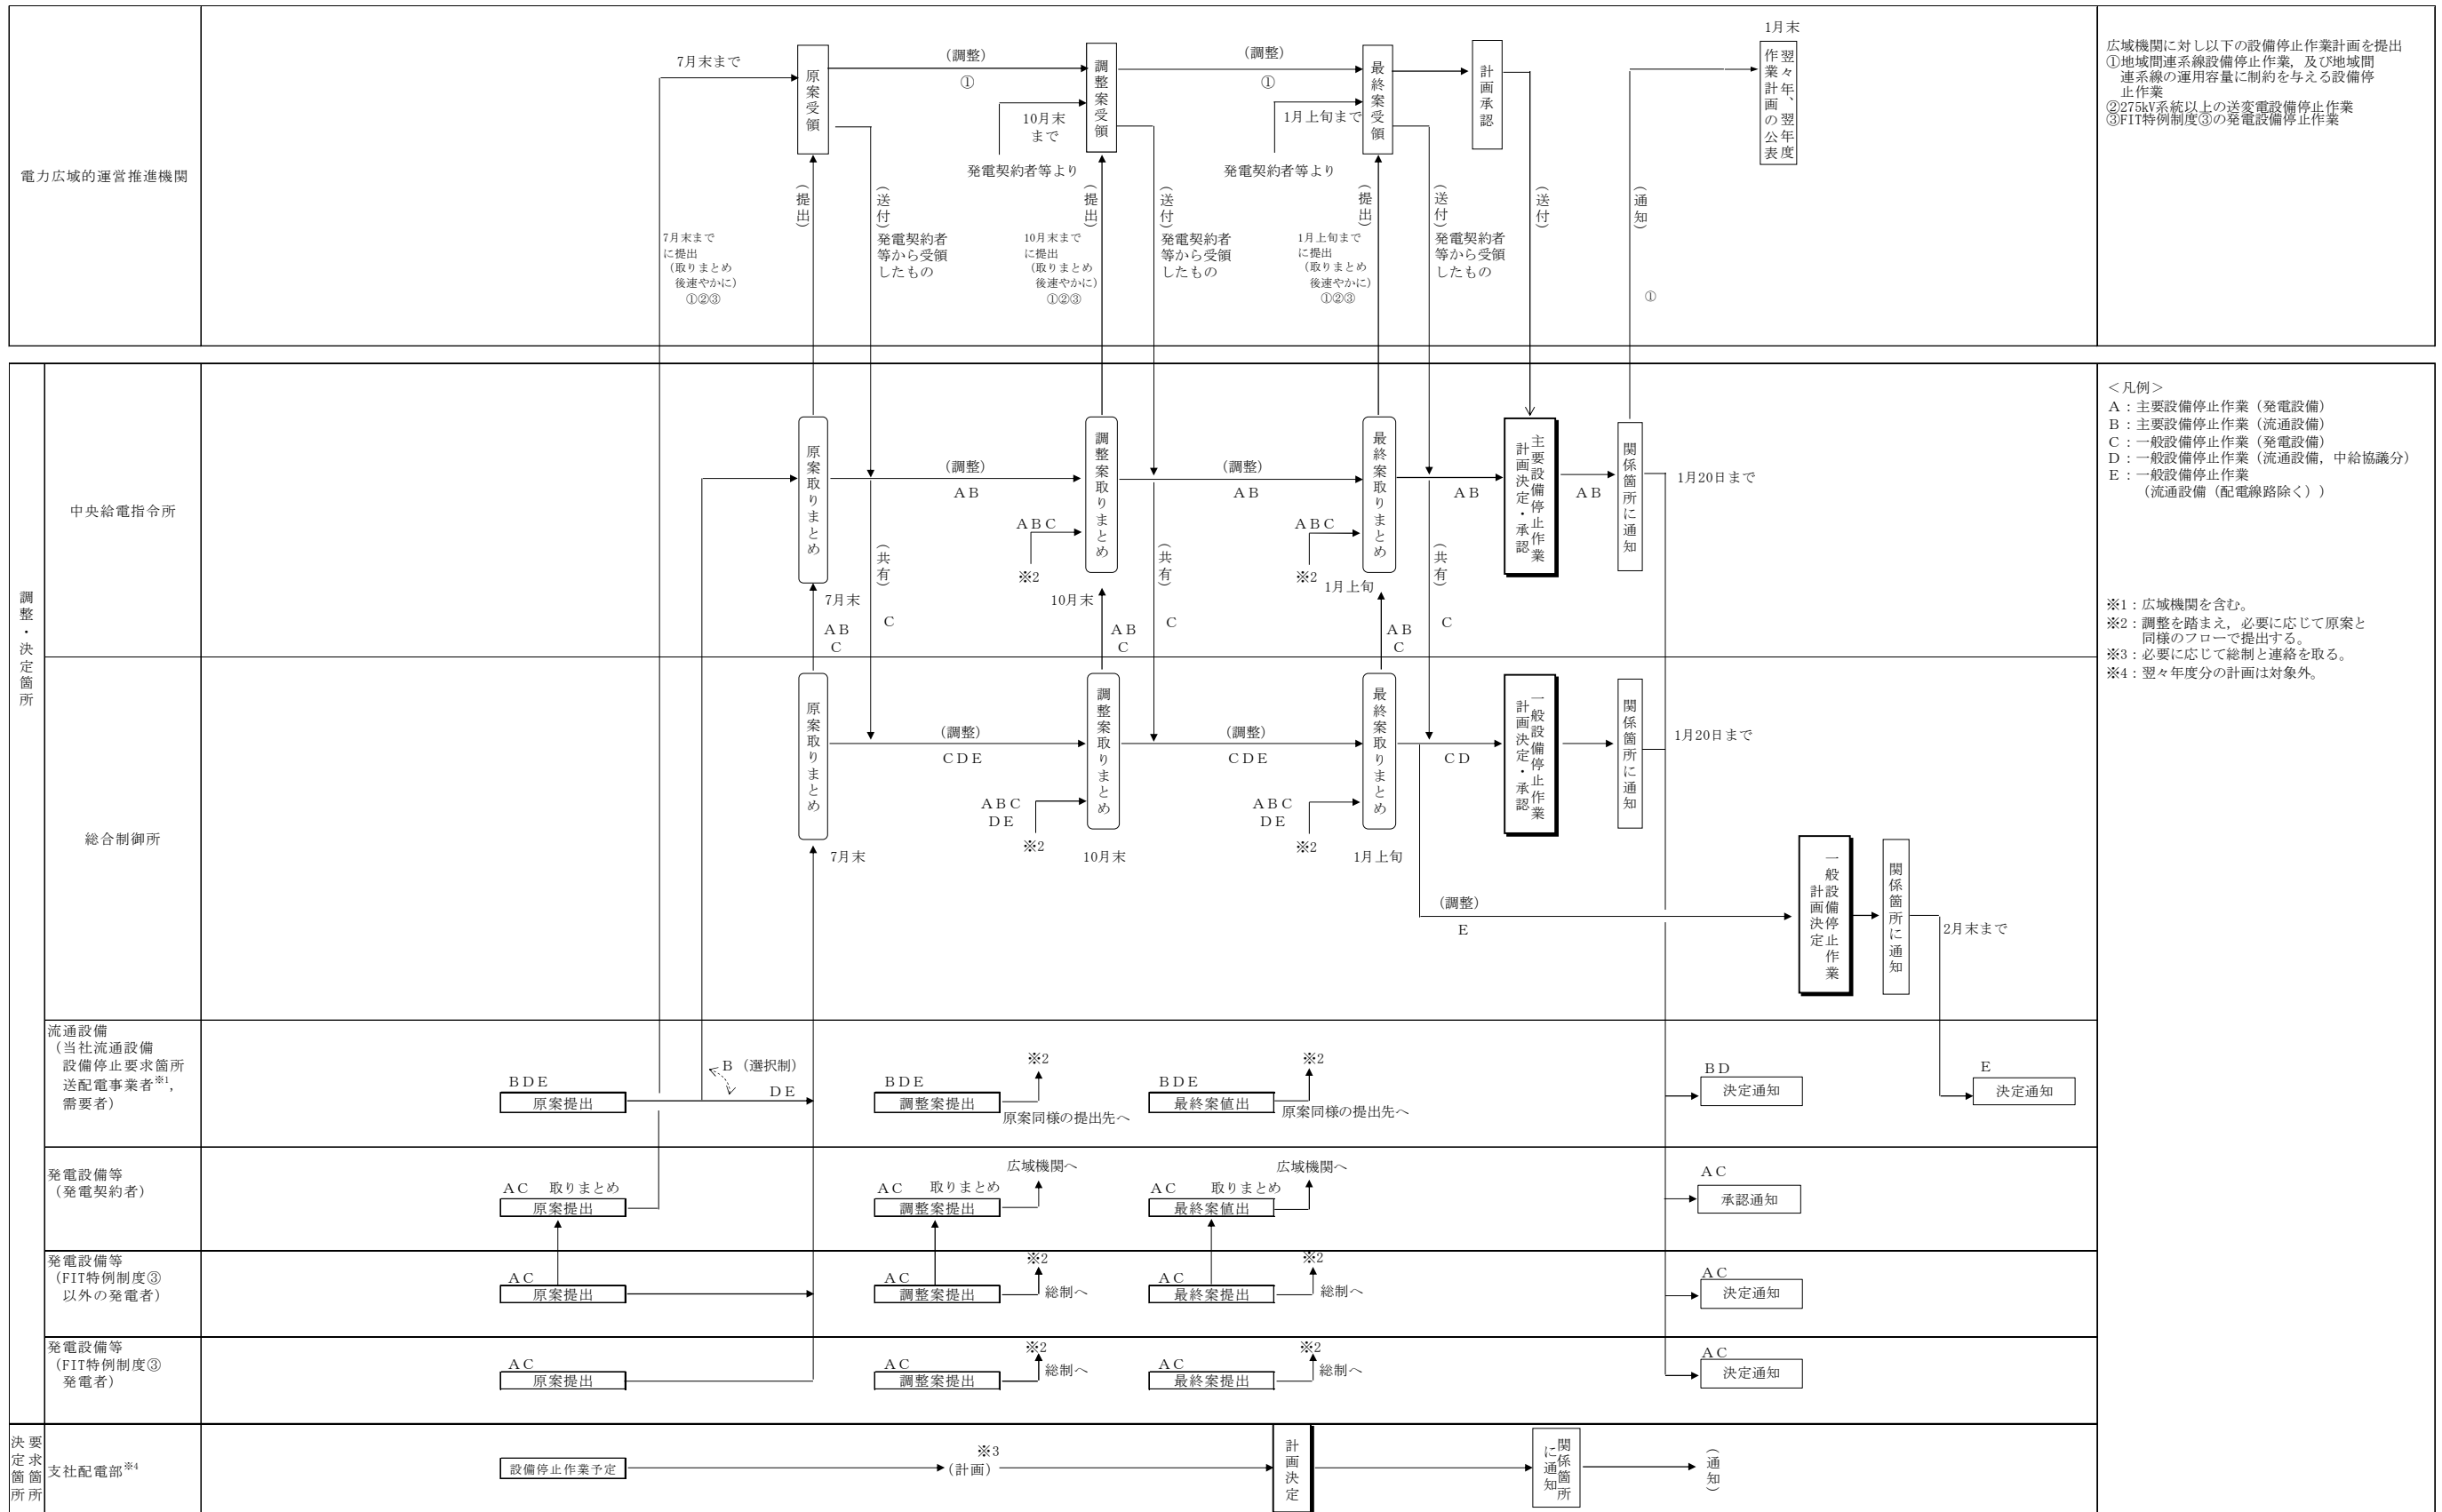 電力広域的運営推進機関
7月末まで
原案受領
(調整)
①
10月末
まで
発電契約者等より
調整案受領
(調整)
①
1月上旬まで
発電契約者等より
最終案受領
計画承認
1月末
翌々年、翌年度
作業計画の公表
(提出)
(送付)
(提出)
(送付)
(提出)
(送付)
(送付)
(通知)
7月末まで
に提出
(取りまとめ
後速やかに)
①②③
発電契約者
等から受領
したもの
10月末まで
に提出
(取りまとめ
後速やかに)
①②③
発電契約者
等から受領
したもの
1月上旬まで
に提出
(取りまとめ
後速やかに)
①②③
発電契約者
等から受領
したもの
①
広域機関に対し以下の設備停止作業計画を提出
①地域間連系線設備停止作業，及び地域間
連系線の運用容量に制約を与える設備停
止作業
②275kV系統以上の送変電設備停止作業
③FIT特例制度③の発電設備停止作業
調整・決定箇所
中央給電指令所
原案取りまとめ
(調整)
ＡＢ
ＡＢＣ
※2
調整案取りまとめ
(調整)
ＡＢ
ＡＢＣ
※2
最終案取りまとめ
ＡＢ
主要設備停止作業
計画決定・承認
ＡＢ
関係箇所に通知
1月20日まで
7月末
ＡＢ
Ｃ
(共有)
Ｃ
10月末
ＡＢ
Ｃ
(共有)
Ｃ
1月上旬
ＡＢ
Ｃ
(共有)
Ｃ
＜凡例＞
Ａ：主要設備停止作業（発電設備）
Ｂ：主要設備停止作業（流通設備）
Ｃ：一般設備停止作業（発電設備）
Ｄ：一般設備停止作業（流通設備，中給協議分）
Ｅ：一般設備停止作業
（流通設備（配電線路除く））
※1：広域機関を含む。
※2：調整を踏まえ，必要に応じて原案と
同様のフローで提出する。
※3：必要に応じて総制と連絡を取る。
※4：翌々年度分の計画は対象外。
総合制御所
原案取りまとめ
7月末
(調整)
ＣＤＥ
ＡＢＣ
ＤＥ
※2
調整案取りまとめ
10月末
(調整)
ＣＤＥ
ＡＢＣ
ＤＥ
※2
最終案取りまとめ
1月上旬
ＣＤ
一般設備停止作業
計画決定・承認
関係箇所に通知
1月20日まで
(調整)
Ｅ
一般設備停止作業
計画決定
関係箇所に通知
2月末まで
流通設備
（当社流通設備
設備停止要求箇所
送配電事業者※1，
需要者）
ＢＤＥ
原案提出
Ｂ（選択制）
ＤＥ
ＢＤＥ
調整案提出
※2
原案同様の提出先へ
ＢＤＥ
最終案値出
※2
原案同様の提出先へ
ＢＤ
決定通知
Ｅ
決定通知
発電設備等
（発電契約者）
ＡＣ　取りまとめ
原案提出
ＡＣ　取りまとめ
調整案提出
広域機関へ
ＡＣ　取りまとめ
最終案値出
広域機関へ
ＡＣ
承認通知
発電設備等
（FIT特例制度③
以外の発電者）
ＡＣ
原案提出
ＡＣ
調整案提出
※2
総制へ
ＡＣ
最終案提出
※2
総制へ
ＡＣ
決定通知
発電設備等
（FIT特例制度③
発電者）
ＡＣ
原案提出
ＡＣ
調整案提出
※2
総制へ
ＡＣ
最終案提出
※2
総制へ
ＡＣ
決定通知
要求箇所
決定箇所
支社配電部※4
設備停止作業予定
※3
(計画)
計画決定
関係箇所
に通知
(通知)